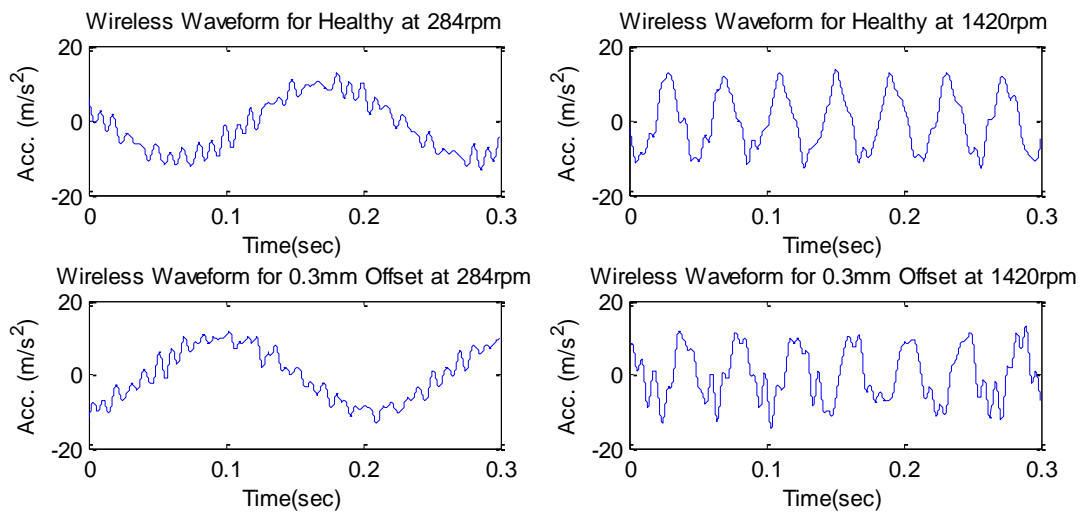 Wireless Waveform for Healthy at 284rpm
20
0
-20
Acc. (m/s²)
0 0.1 0.2 0.3
Time(sec)
Wireless Waveform for Healthy at 1420rpm
20
0
-20
Acc. (m/s²)
0 0.1 0.2 0.3
Time(sec)
Wireless Waveform for 0.3mm Offset at 284rpm
20
0
-20
Acc. (m/s²)
0 0.1 0.2 0.3
Time(sec)
Wireless Waveform for 0.3mm Offset at 1420rpm
20
0
-20
Acc. (m/s²)
0 0.1 0.2 0.3
Time(sec)